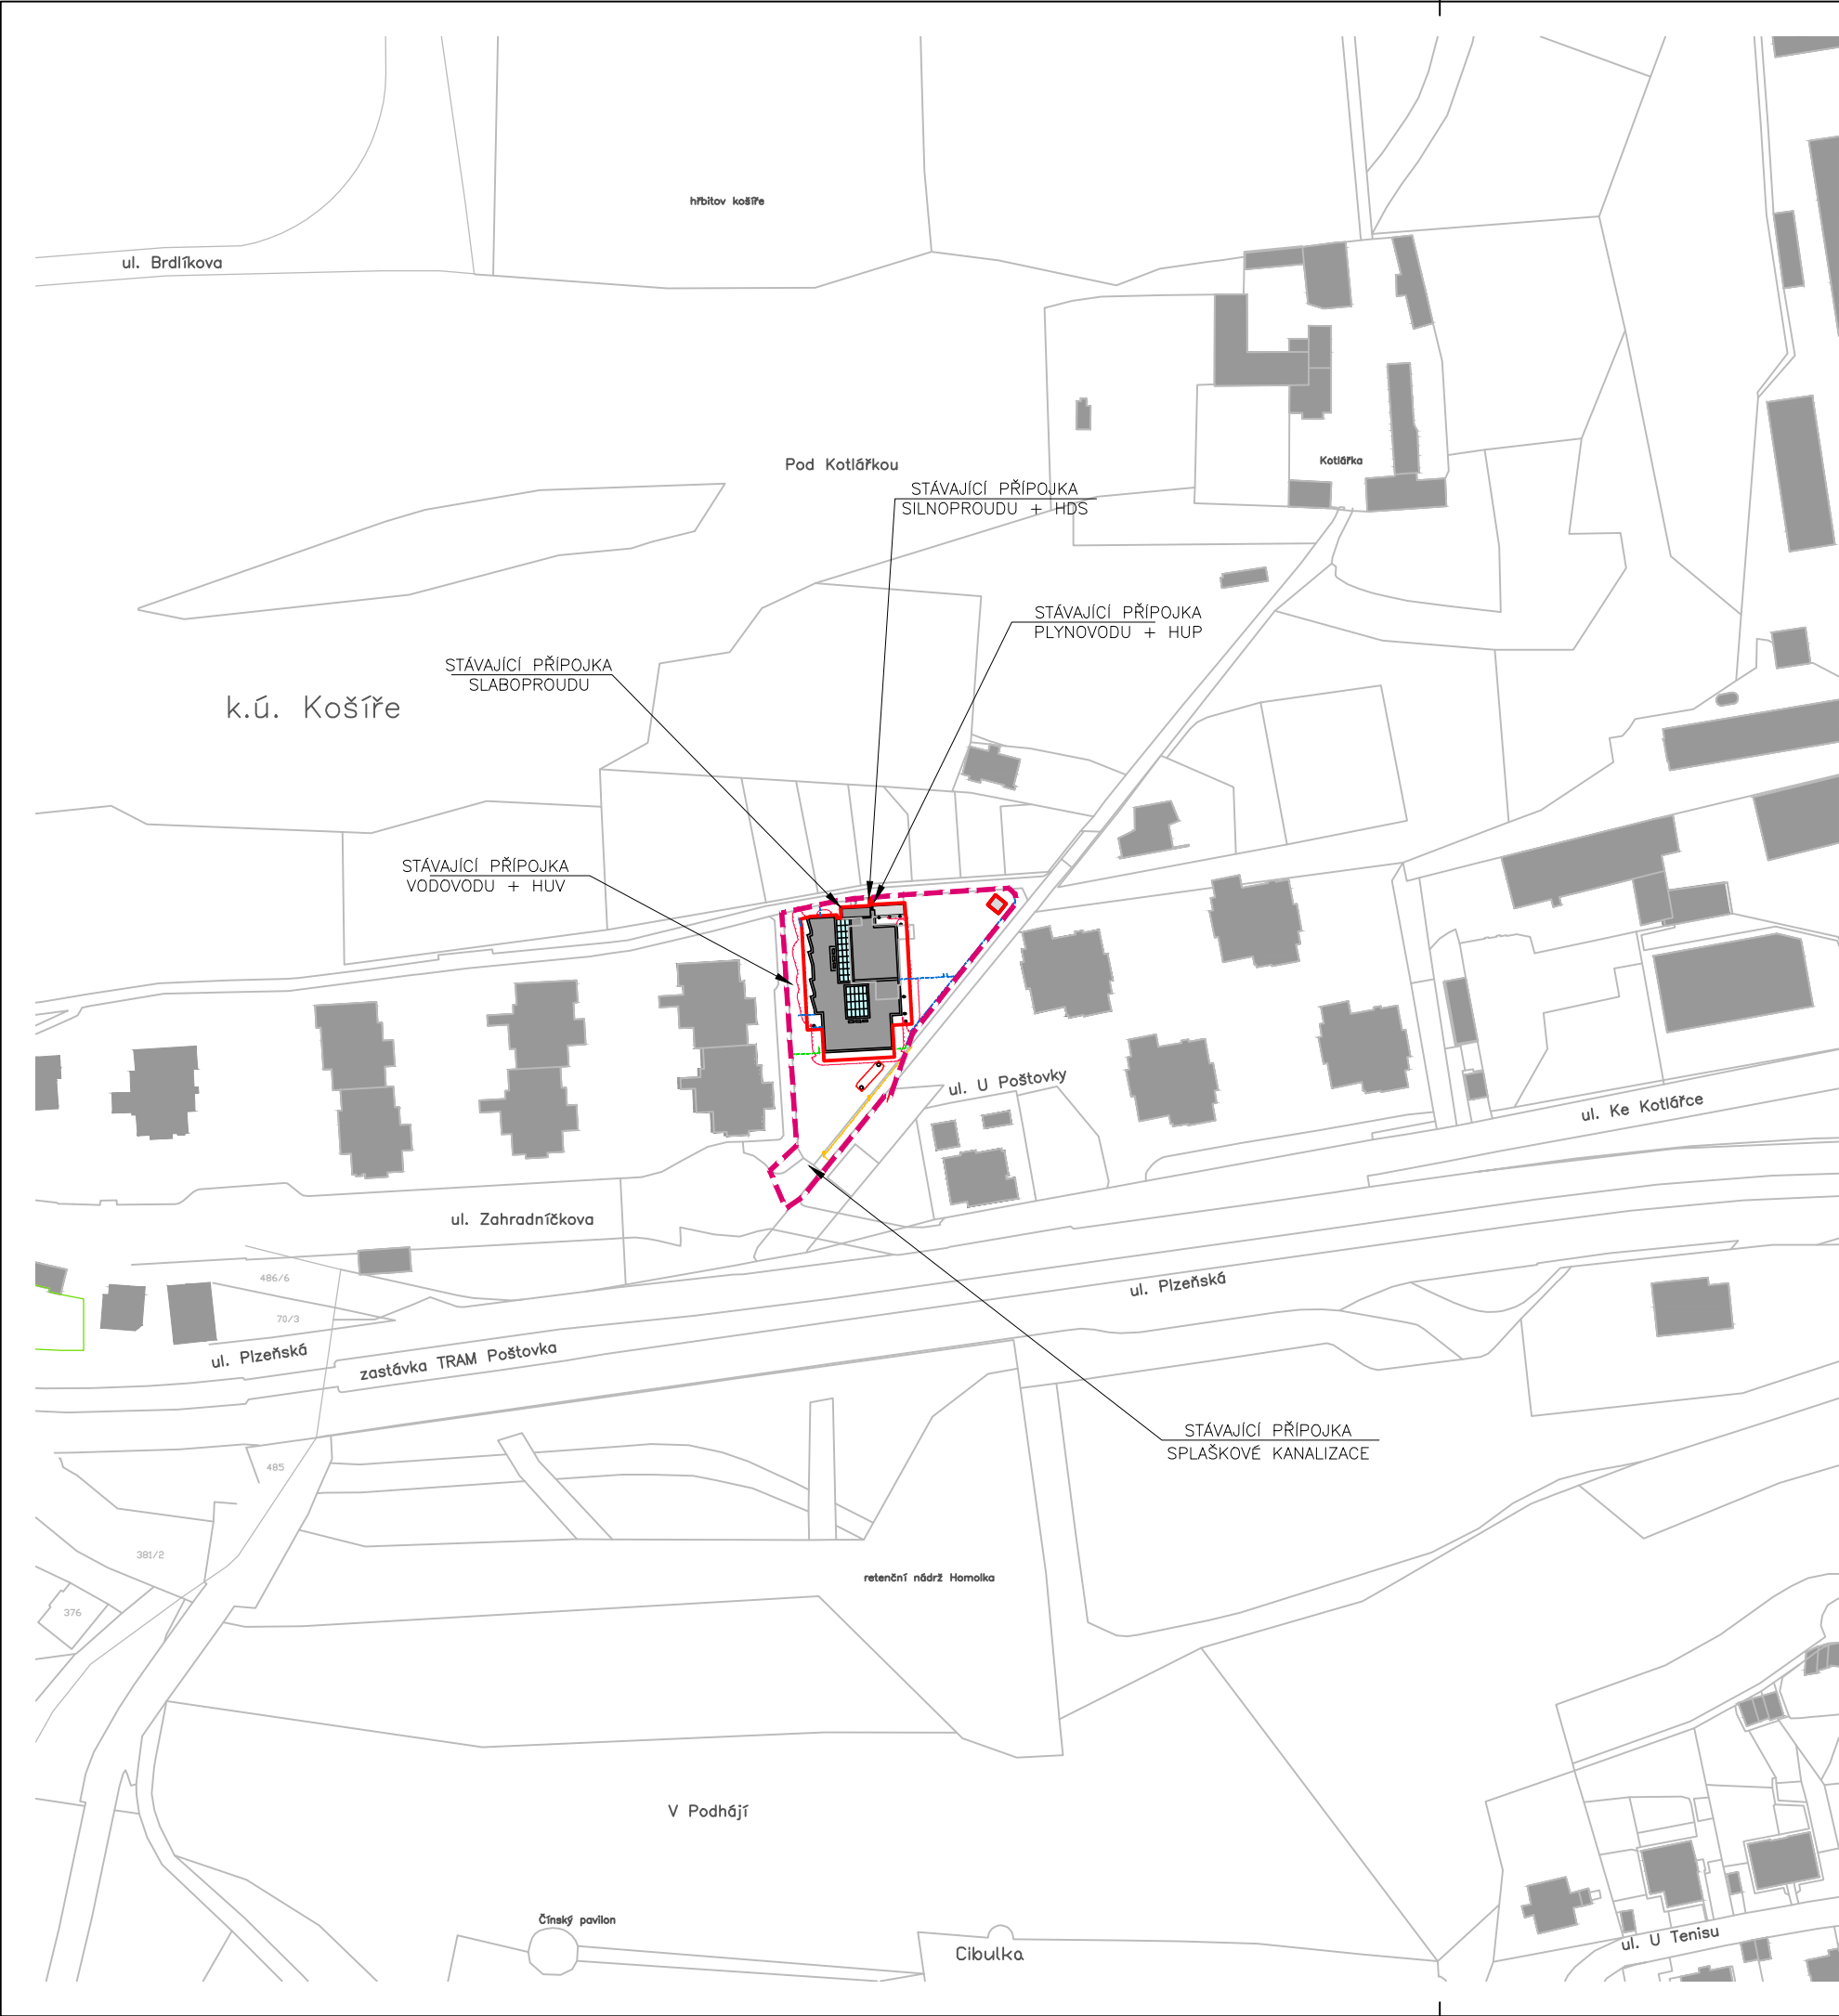 hřbitov košíře
ul. Brdlíkova
Pod Kotlářkou
Kotlářka
STÁVAJÍCÍ PŘÍPOJKA
SILNOPROUDU + HDS
STÁVAJÍCÍ PŘÍPOJKA
PLYNOVODU + HUP
STÁVAJÍCÍ PŘÍPOJKA
SLABOPROUDU
k.ú. Košíře
STÁVAJÍCÍ PŘÍPOJKA
VODOVODU + HUV
ul. U Poštovky
ul. Ke Kotlářce
ul. Zahradníčkova
486/6
70/3
ul. Plzeňská
ul. Plzeňská
zastávka TRAM Poštovka
STÁVAJÍCÍ PŘÍPOJKA
SPLAŠKOVÉ KANALIZACE
485
381/2
retenční nádrž Homolka
376
V Podhájí
Čínský pavilon
Cibulka
ul. U Tenisu